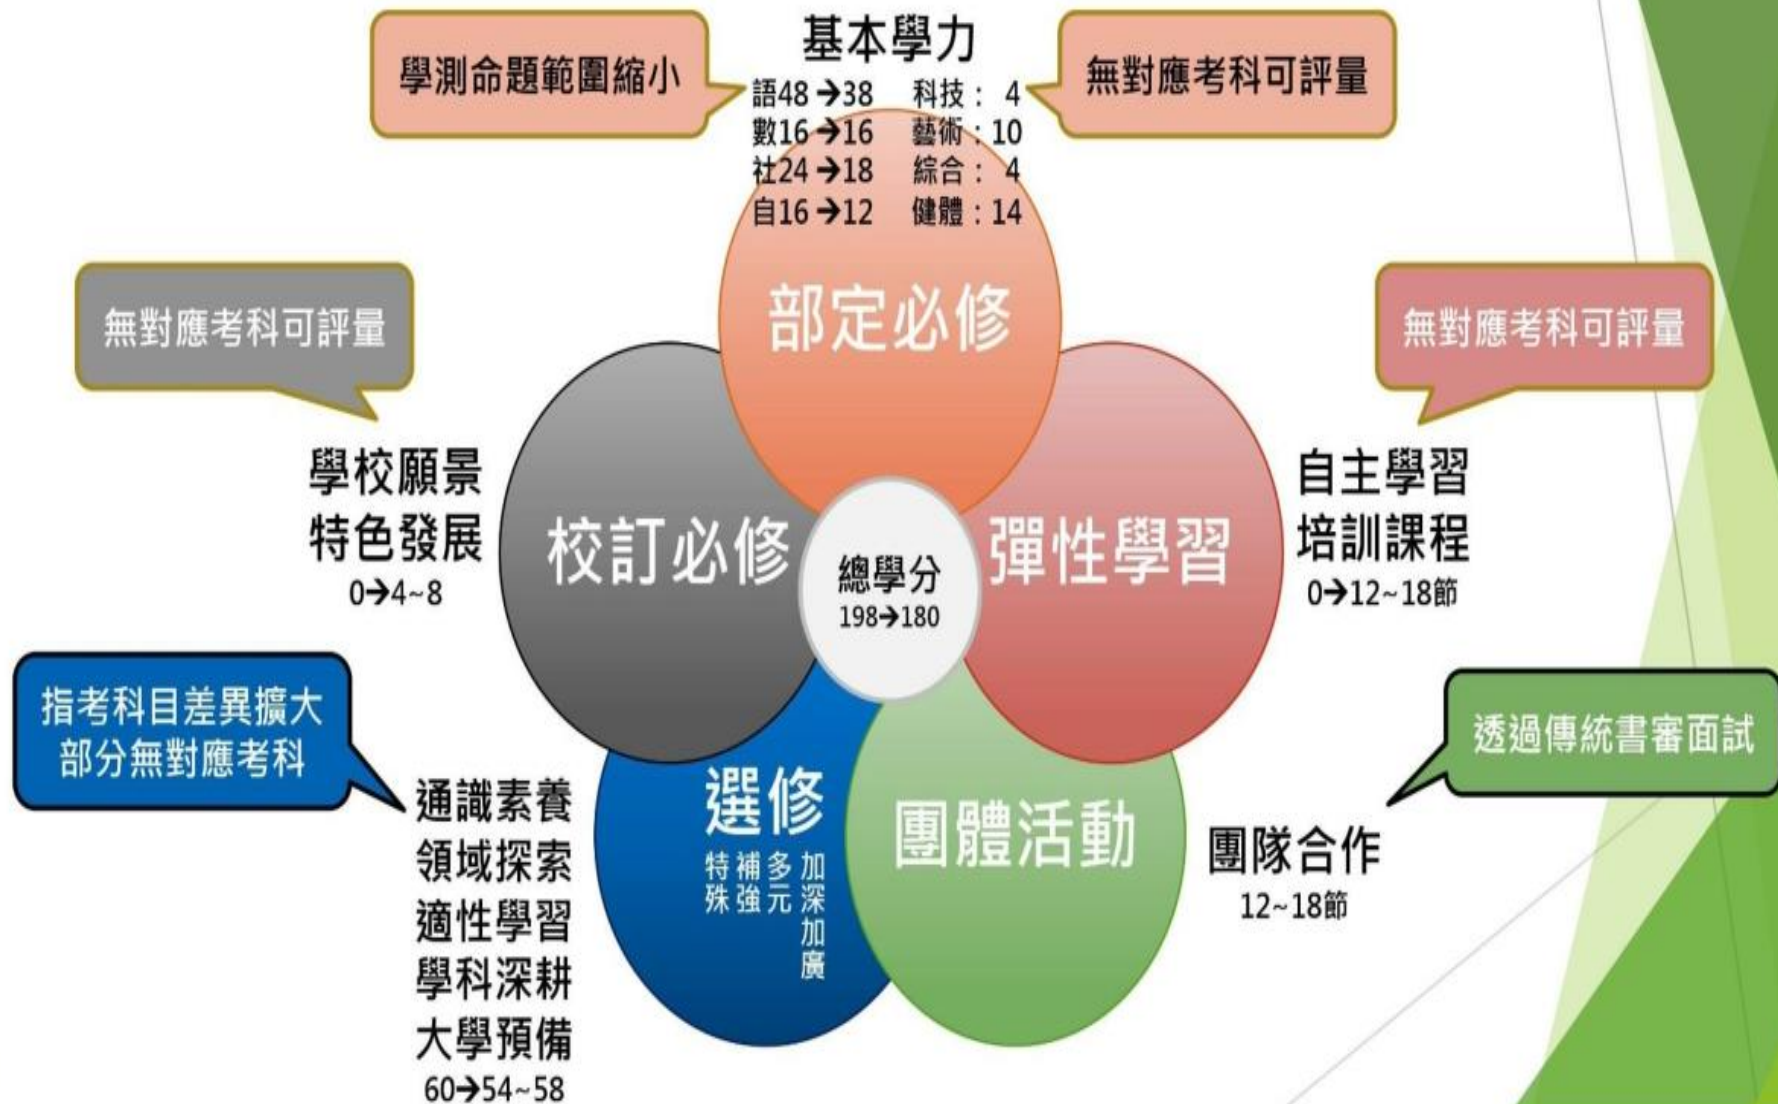 基本學力
學測命題範圍縮小
語48➔38 科技： 4
數16➔16 藝術：10
社24➔18 綜合： 4
自16➔12 健體：14
無對應考科可評量
部定必修
無對應考科可評量
學校願景
特色發展
0➔4~8
校訂必修
總學分
198➔180
彈性學習
無對應考科可評量
自主學習
培訓課程
0➔12~18節
指考科目差異擴大
部分無對應考科
通識素養
領域探索
適性學習
學科深耕
大學預備
60➔54~58
選修
加深加廣
多元
補強
特殊
團體活動
透過傳統書審面試
團隊合作
12~18節